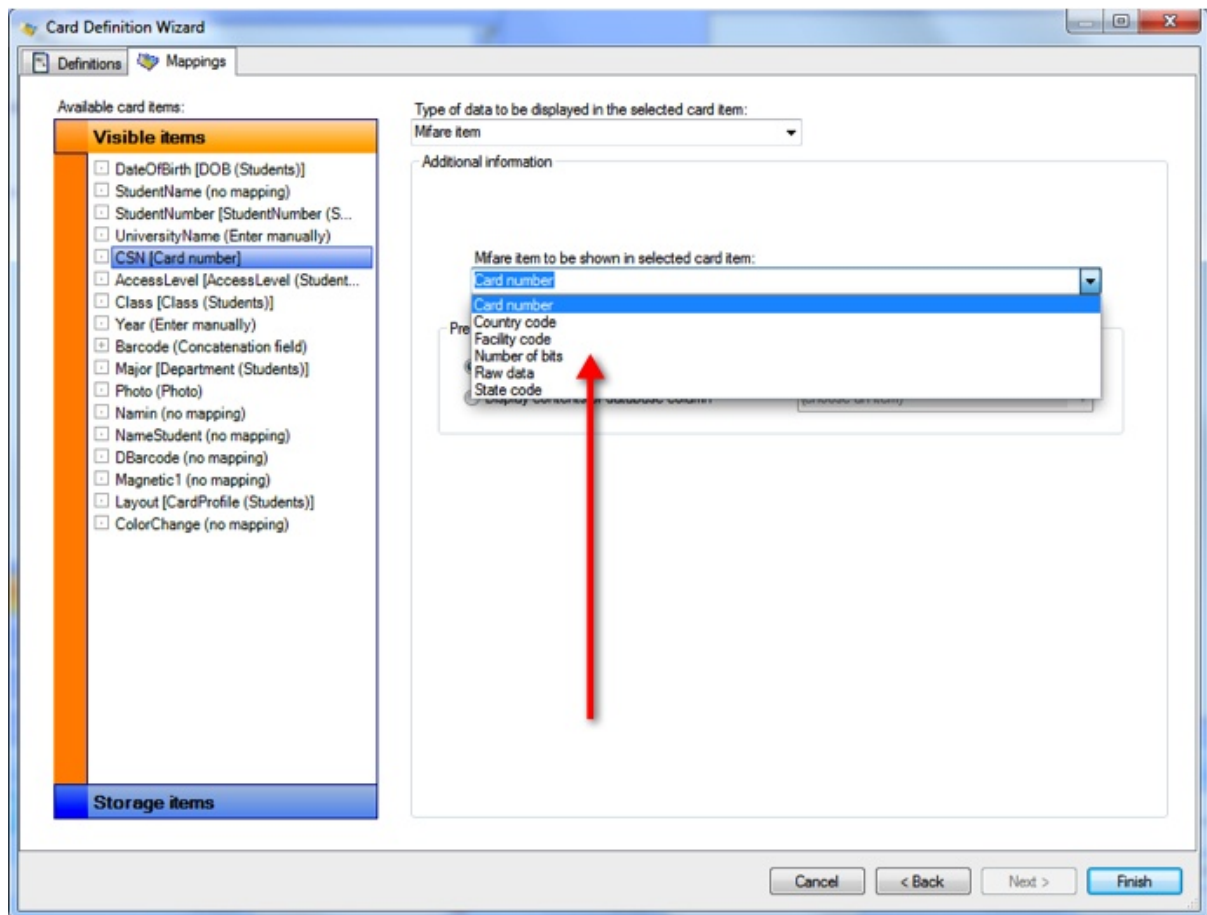 Card Definition Wizard
Definitions
Mappings
Available card items:
Visible items
DateOfBirth [DOB (Students)]
StudentName (no mapping)
StudentNumber [StudentNumber (S...
UniversityName (Enter manually)
CSN [Card number]
AccessLevel [AccessLevel (Student...
Class [Class (Students)]
Year (Enter manually)
Barcode (Concatenation field)
Major [Department (Students)]
Photo (Photo)
Namin (no mapping)
NameStudent (no mapping)
DBarcode (no mapping)
Magnetic1 (no mapping)
Layout [CardProfile (Students)]
ColorChange (no mapping)
Storage items
Type of data to be displayed in the selected card item:
Mifare item
Additional information
Mifare item to be shown in selected card item:
Card number
Card number
Country code
Facility code
Number of bits
Raw data
State code
Pre
Cancel
< Back
Next >
Finish